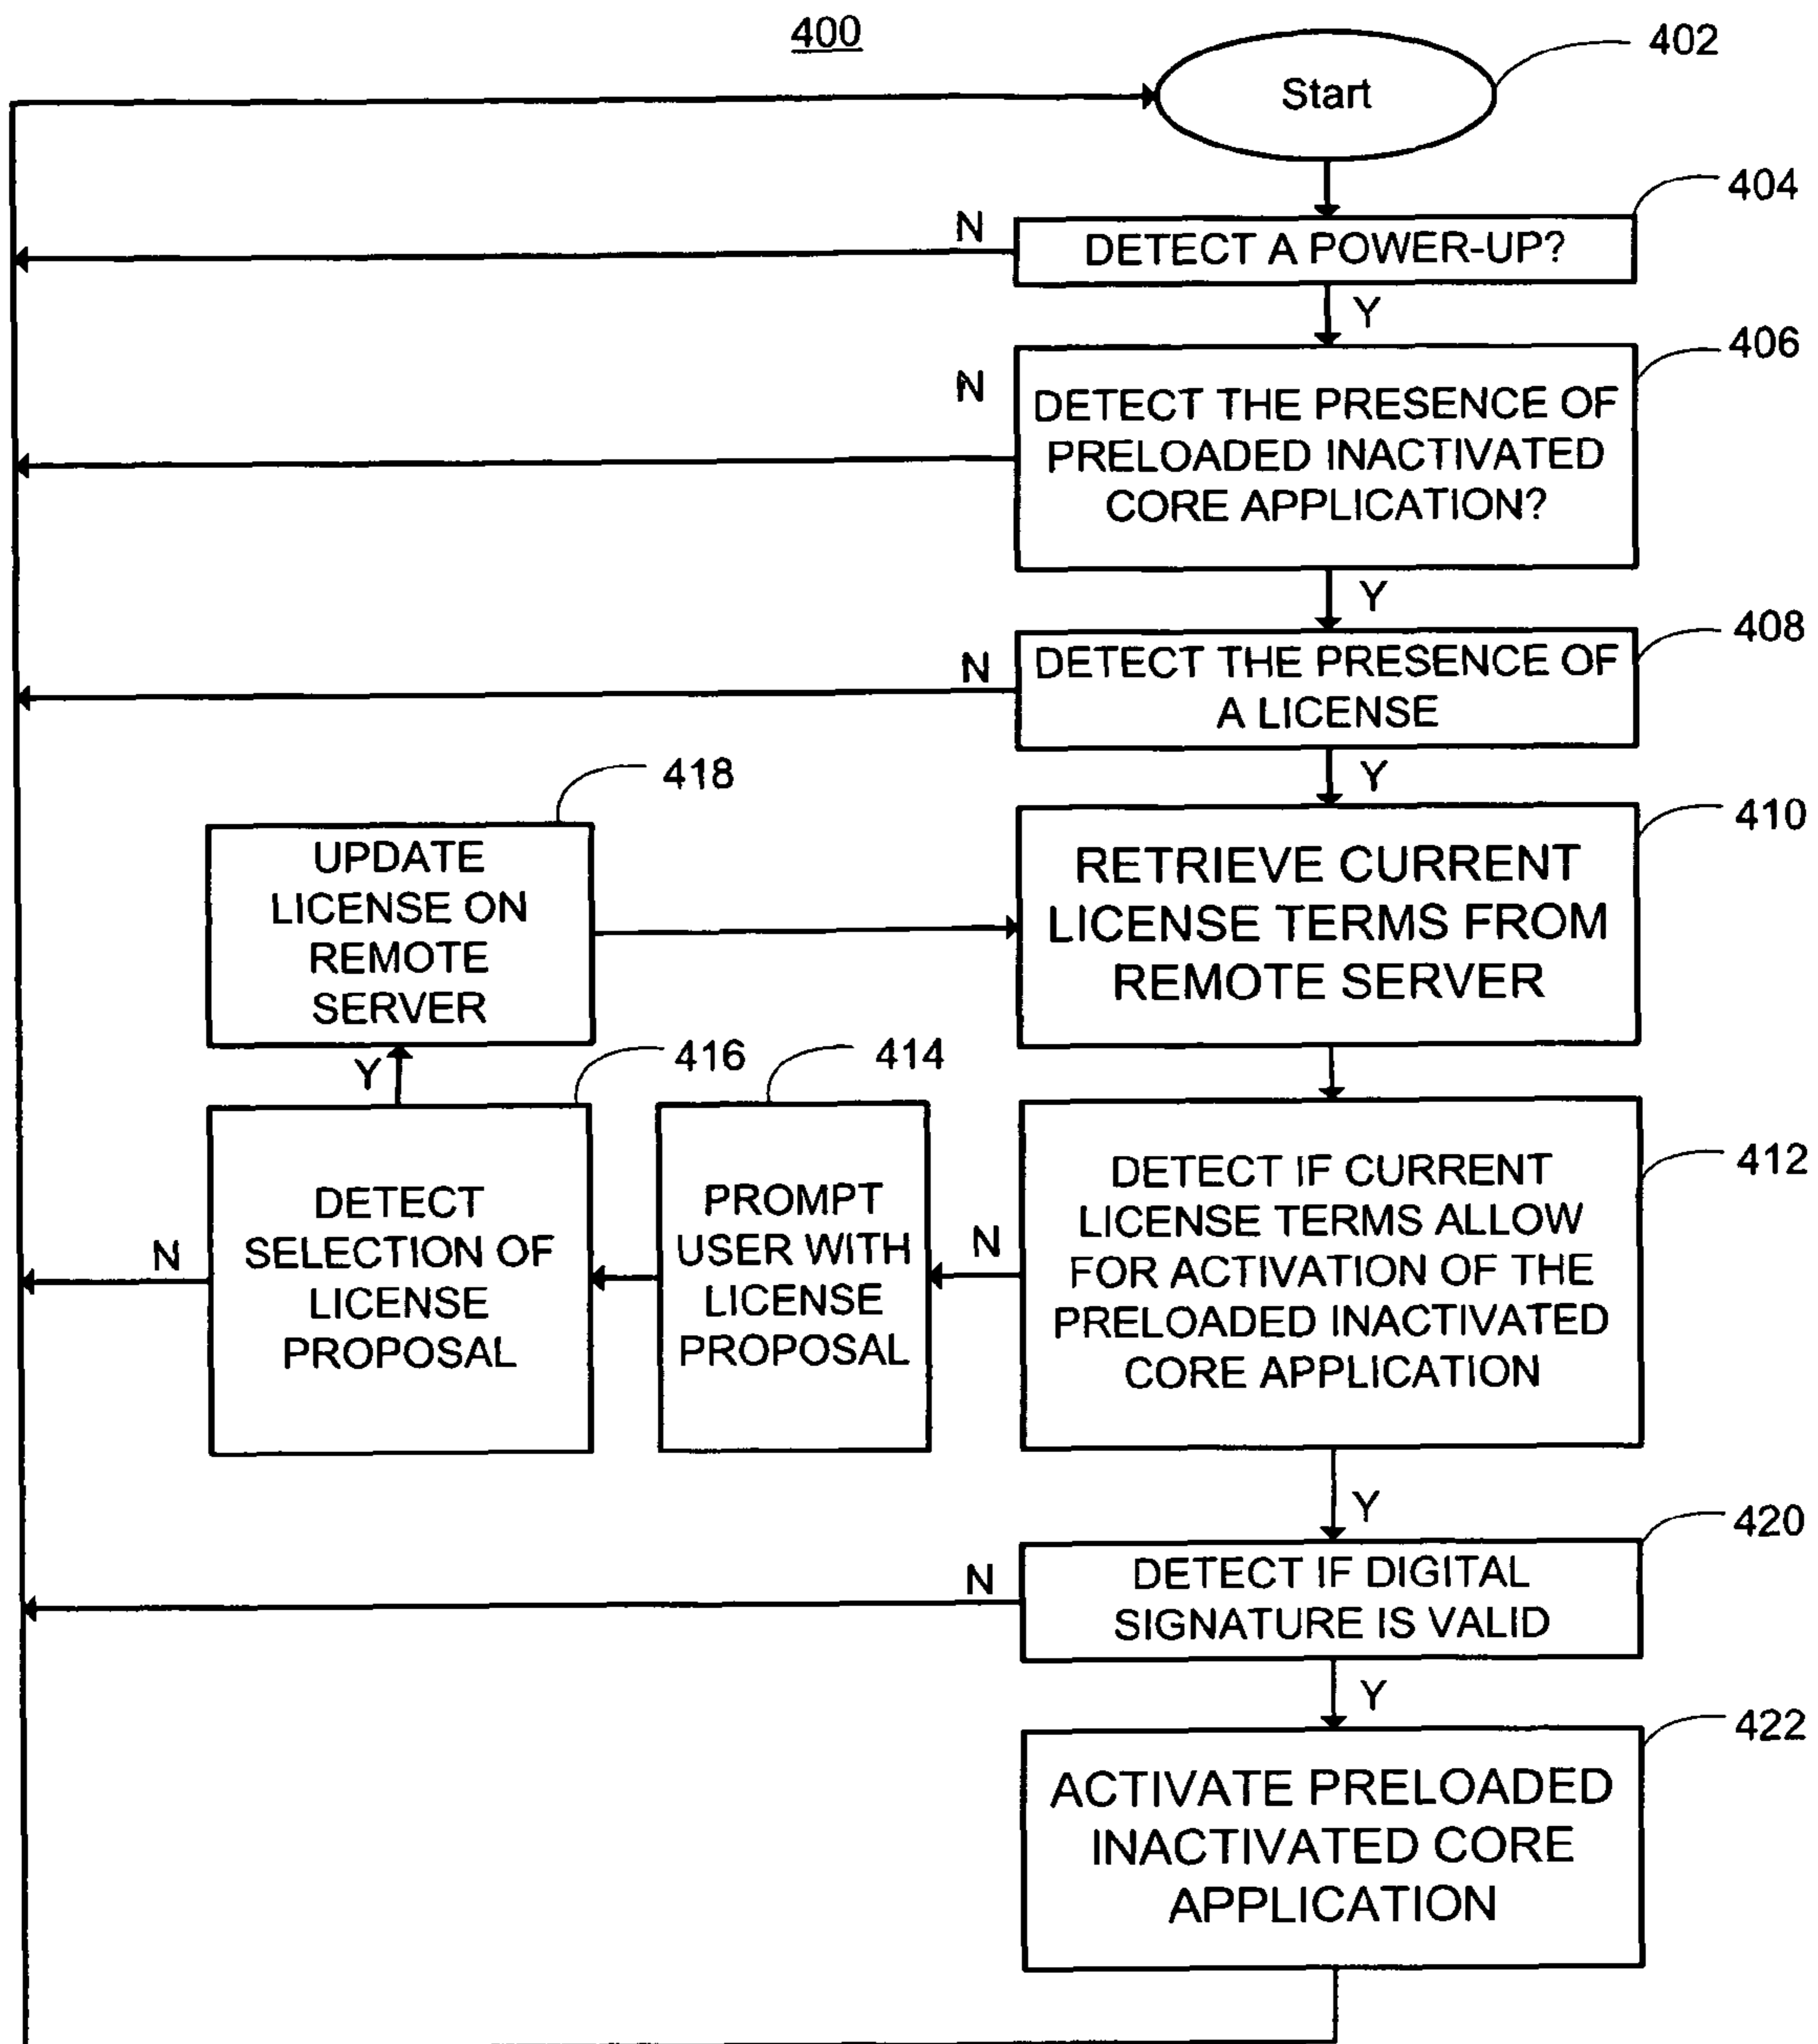 400
Start
402
404
N
DETECT A POWER-UP?
Y
406
N
DETECT THE PRESENCE OF
PRELOADED INACTIVATED
CORE APPLICATION?
Y
408
N
DETECT THE PRESENCE OF
A LICENSE
Y
418
UPDATE
LICENSE ON
REMOTE
SERVER
410
RETRIEVE CURRENT
LICENSE TERMS FROM
REMOTE SERVER
Y
416
414
412
N
DETECT
SELECTION OF
LICENSE
PROPOSAL
PROMPT
USER WITH
LICENSE
PROPOSAL
N
DETECT IF CURRENT
LICENSE TERMS ALLOW
FOR ACTIVATION OF THE
PRELOADED INACTIVATED
CORE APPLICATION
Y
420
N
DETECT IF DIGITAL
SIGNATURE IS VALID
Y
422
ACTIVATE PRELOADED
INACTIVATED CORE
APPLICATION